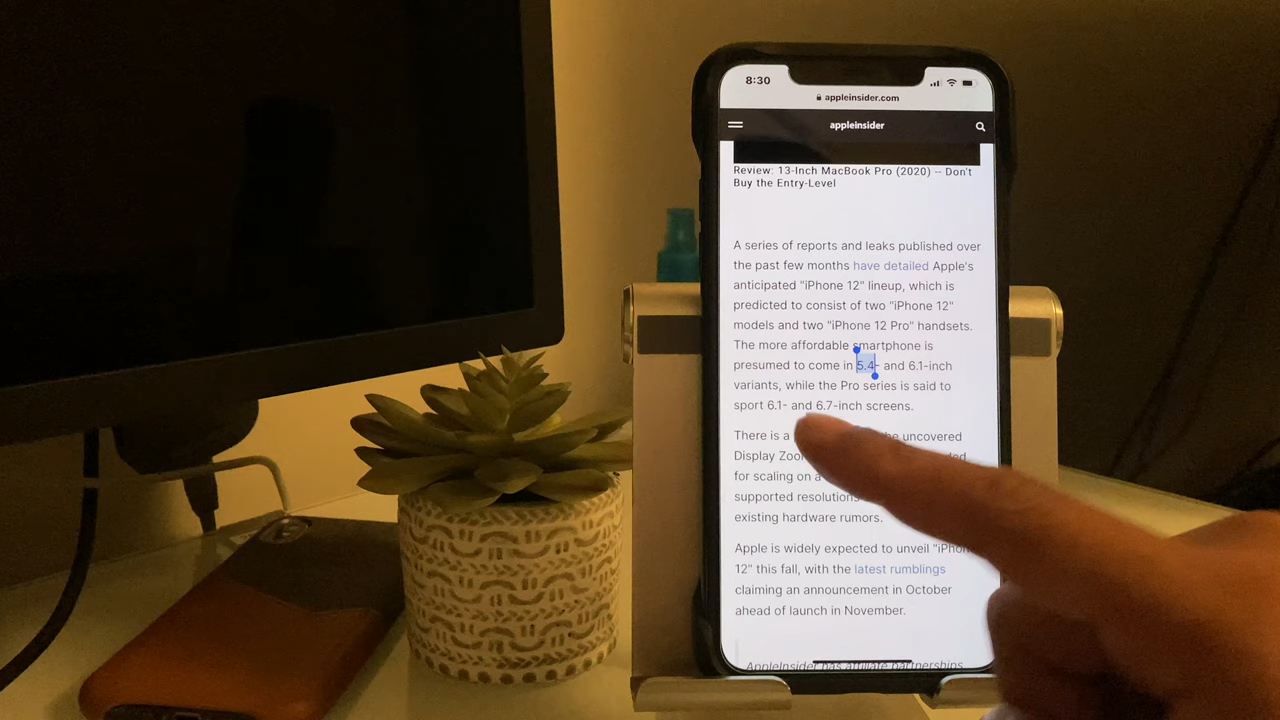 8:30
appleinsider.com
appleinsider
Review: 13-Inch MacBook Pro (2020) -- Don't
Buy the Entry-Level
A series of reports and leaks published over
the past few months have detailed Apple's
anticipated "iPhone 12" lineup, which is
predicted to consist of two "iPhone 12"
models and two "iPhone 12 Pro" handsets.
The more affordable smartphone is
presumed to come in 5.4- and 6.1-inch
variants, while the Pro series is said to
sport 6.1- and 6.7-inch screens.
There is a uncovered
Display
for scaling on a
supported resolutions
existing hardware rumors.
Apple is widely expected to unveil "iPhone
12" this fall, with the latest rumblings
claiming an announcement in October
ahead of launch in November.
AppleInsider has affiliate partnerships